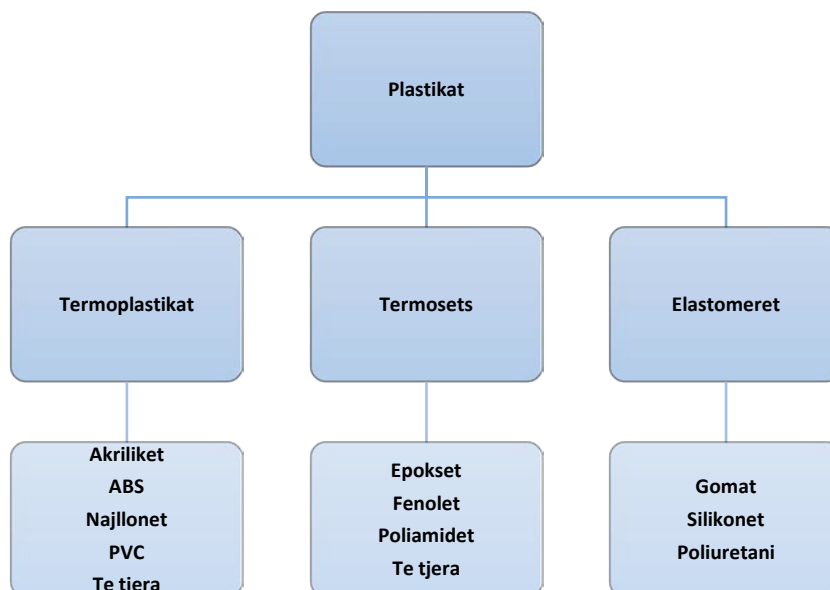 Plastikat
Termoplastikat
Termosets
Elastomeret
Akriliket
ABS
Najllonet
PVC
Te tjera
Epokset
Fenolet
Poliamidet
Te tjera
Gomat
Silikonet
Poliuretani